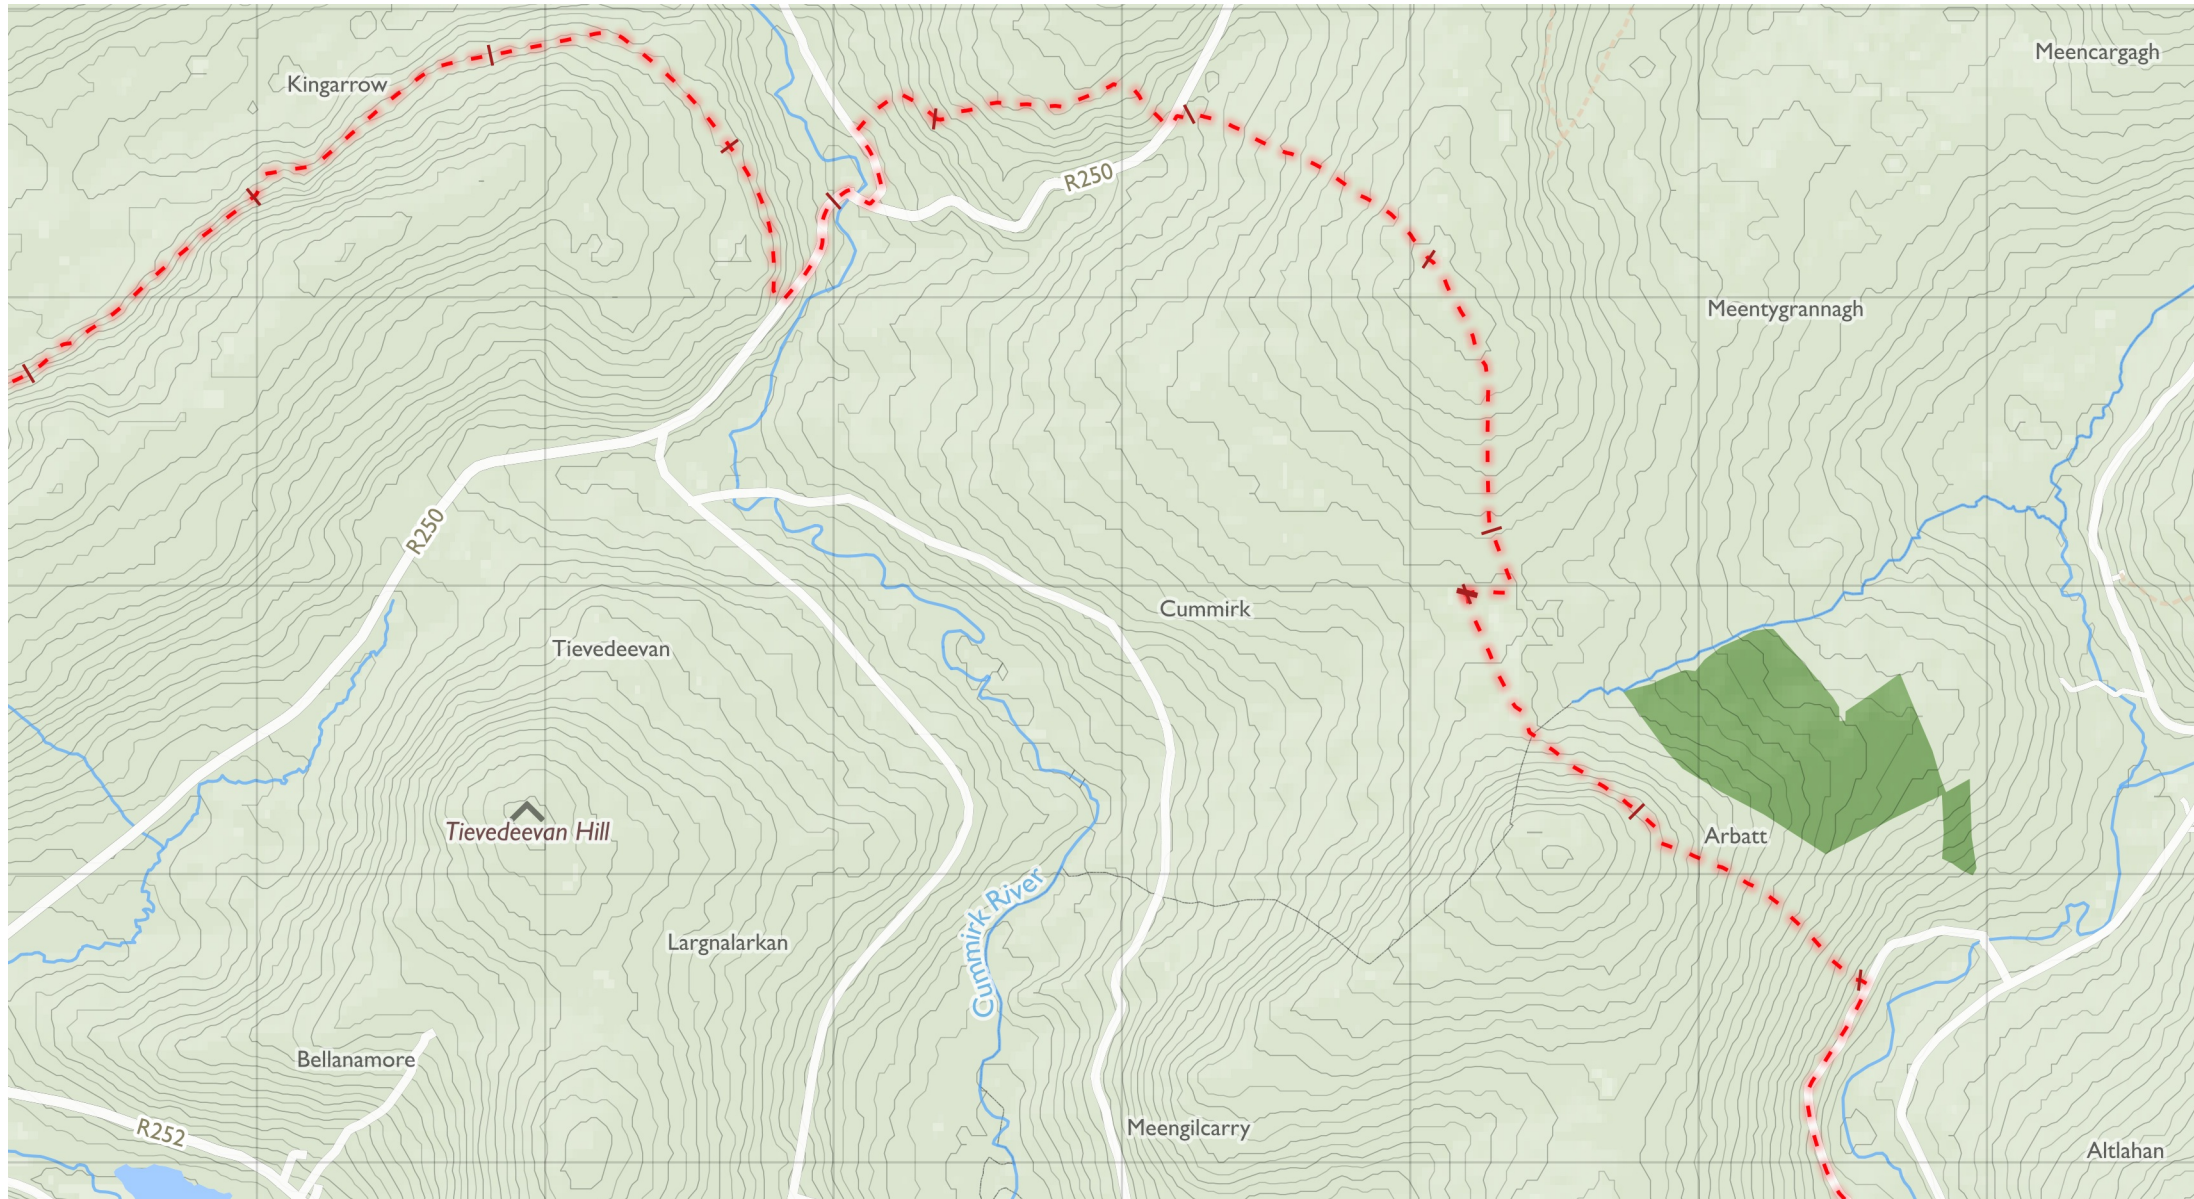 Meencargagh
Kingarrow
R250
Meentygrannagh
R250
Cummirk
Tievedeevan
Tievedeevan Hill
Arbatt
Cummirk River
Largnalarkan
Bellanamore
R252
Meengilcarry
Altlahan